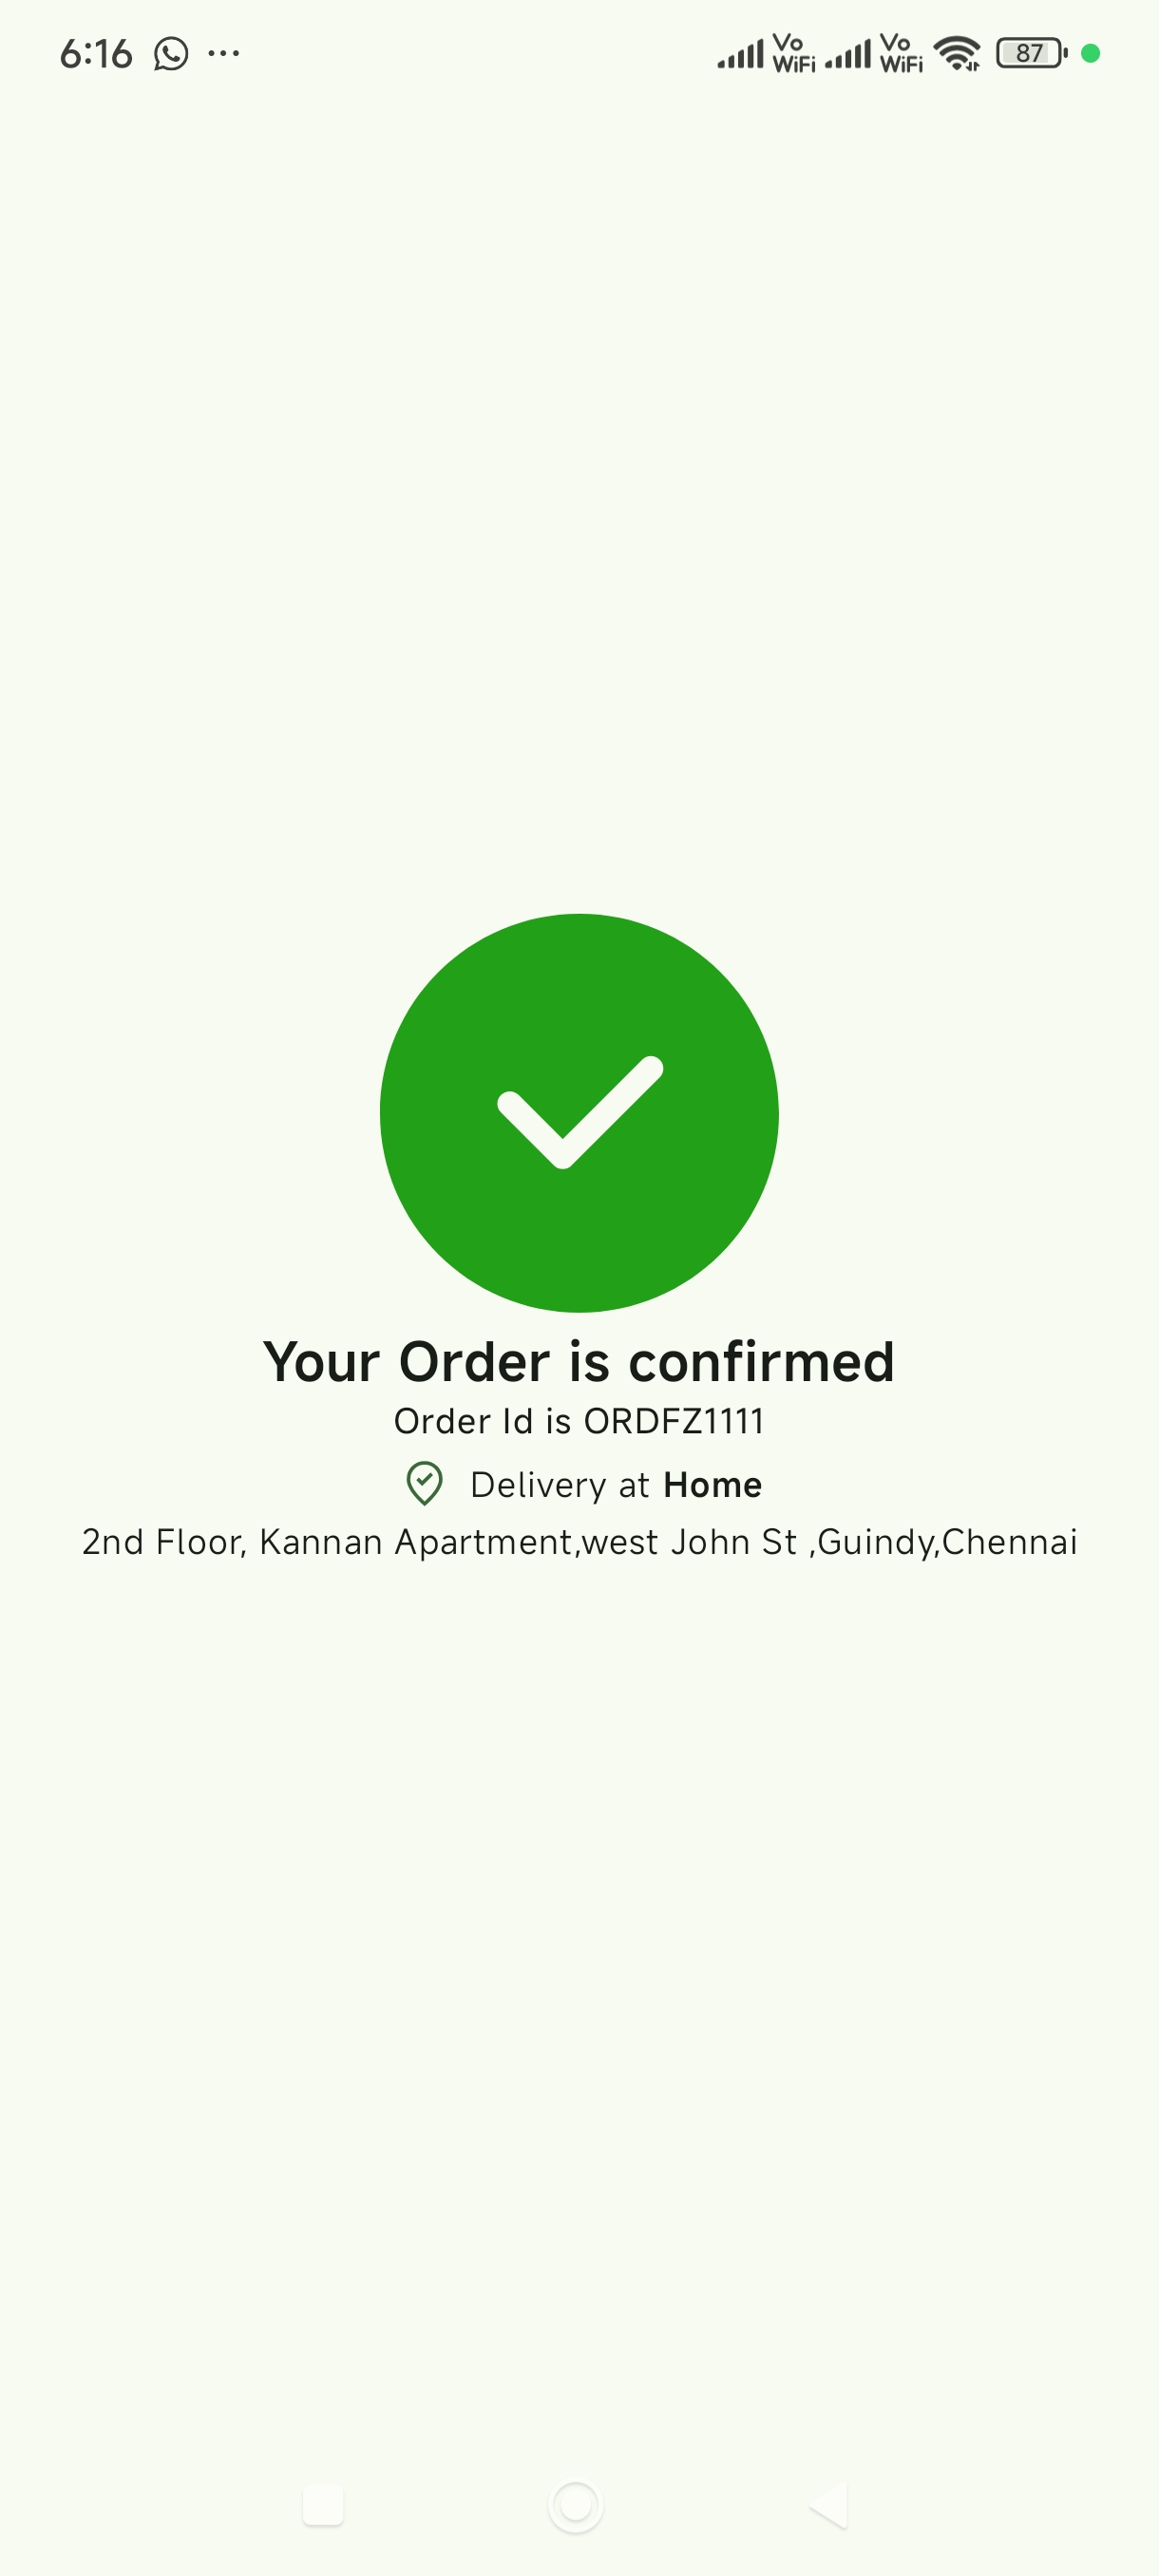 6:16 ... Vo WiFi Vo WiFi 87
Your Order is confirmed
Order Id is ORDFZ1111
Delivery at Home
2nd Floor, Kannan Apartment,west John St ,Guindy,Chennai